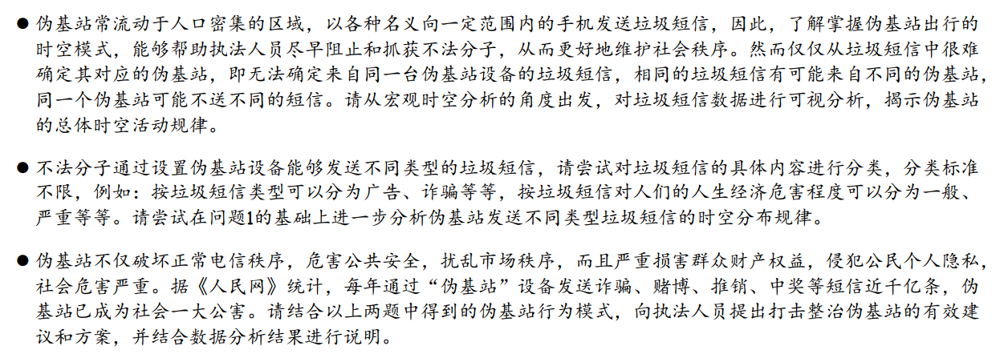 ● 伪基站常流动于人口密集的区域，以各种名义向一定范围内的手机发送垃圾短信，因此，了解掌握伪基站出行的
时空模式，能够帮助执法人员尽早阻止和抓获不法分子，从而更好地维护社会秩序。然而仅仅从垃圾短信中很难
确定其对应的伪基站，即无法确定来自同一台伪基站设备的垃圾短信，相同的垃圾短信有可能来自不同的伪基站，
同一个伪基站可能不送不同的短信。请从宏观时空分析的角度出发，对垃圾短信数据进行可视分析，揭示伪基站
的总体时空活动规律。
● 不法分子通过设置伪基站设备能够发送不同类型的垃圾短信，请尝试对垃圾短信的具体内容进行分类，分类标准
不限，例如：按垃圾短信类型可以分为广告、诈骗等等，按垃圾短信对人们的人生经济危害程度可以分为一般、
严重等等。请尝试在问题1的基础上进一步分析伪基站发送不同类型垃圾短信的时空分布规律。
● 伪基站不仅破坏正常电信秩序，危害公共安全，扰乱市场秩序，而且严重损害群众财产权益，侵犯公民个人隐私，
社会危害严重。据《人民网》统计，每年通过“伪基站”设备发送诈骗、赌博、推销、中奖等短信近千亿条，伪
基站已成为社会一大公害。请结合以上两题中得到的伪基站行为模式，向执法人员提出打击整治伪基站的有效建
议和方案，并结合数据分析结果进行说明。